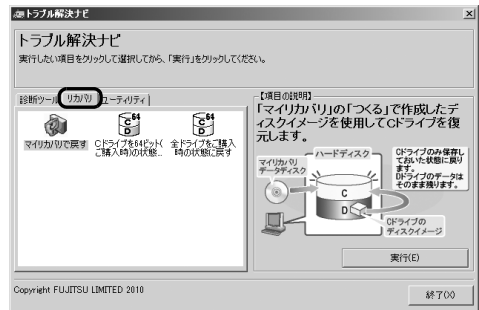 トラブル解決ナビ
トラブル解決ナビ
実行したい項目をクリックして選択してから、「実行」をクリックしてください。
診断ツール
リカバリ
ユーティリティ
マイリカバリで戻す
64
C
D
Cドライブを64ビット(
ご購入時)の状態...
64
C
D
全ドライブをご購入
時の状態に戻す
【項目の説明】
「マイリカバリ」の「つくる」で作成したデ
ィスクイメージを使用してCドライブを復
元します。
マイリカバリ
データディスク
ハードディスク
C
D
Cドライブのみ保存し
ておいた状態に戻り
ます。
Dドライブのデータは
そのまま残ります。
Cドライブの
ディスクイメージ
実行(E)
Copyright FUJITSU LIMITED 2010
終了(X)